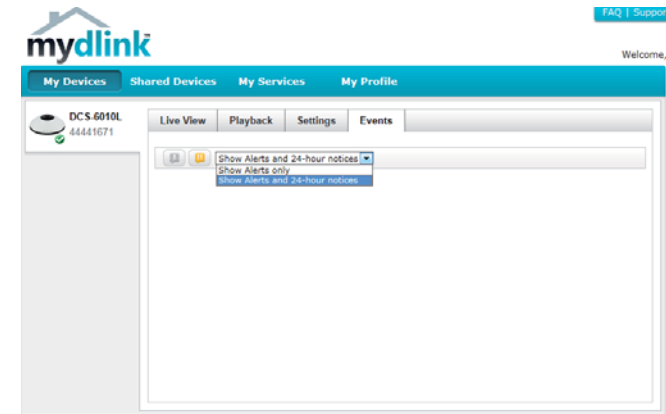 FAQ | Suppor
mydlink
Welcome,
My Devices Shared Devices My Services My Profile
DCS-6010L
44441671
Live View Playback Settings Events
Show Alerts and 24-hour notices
Show Alerts only
Show Alerts and 24-hour notices